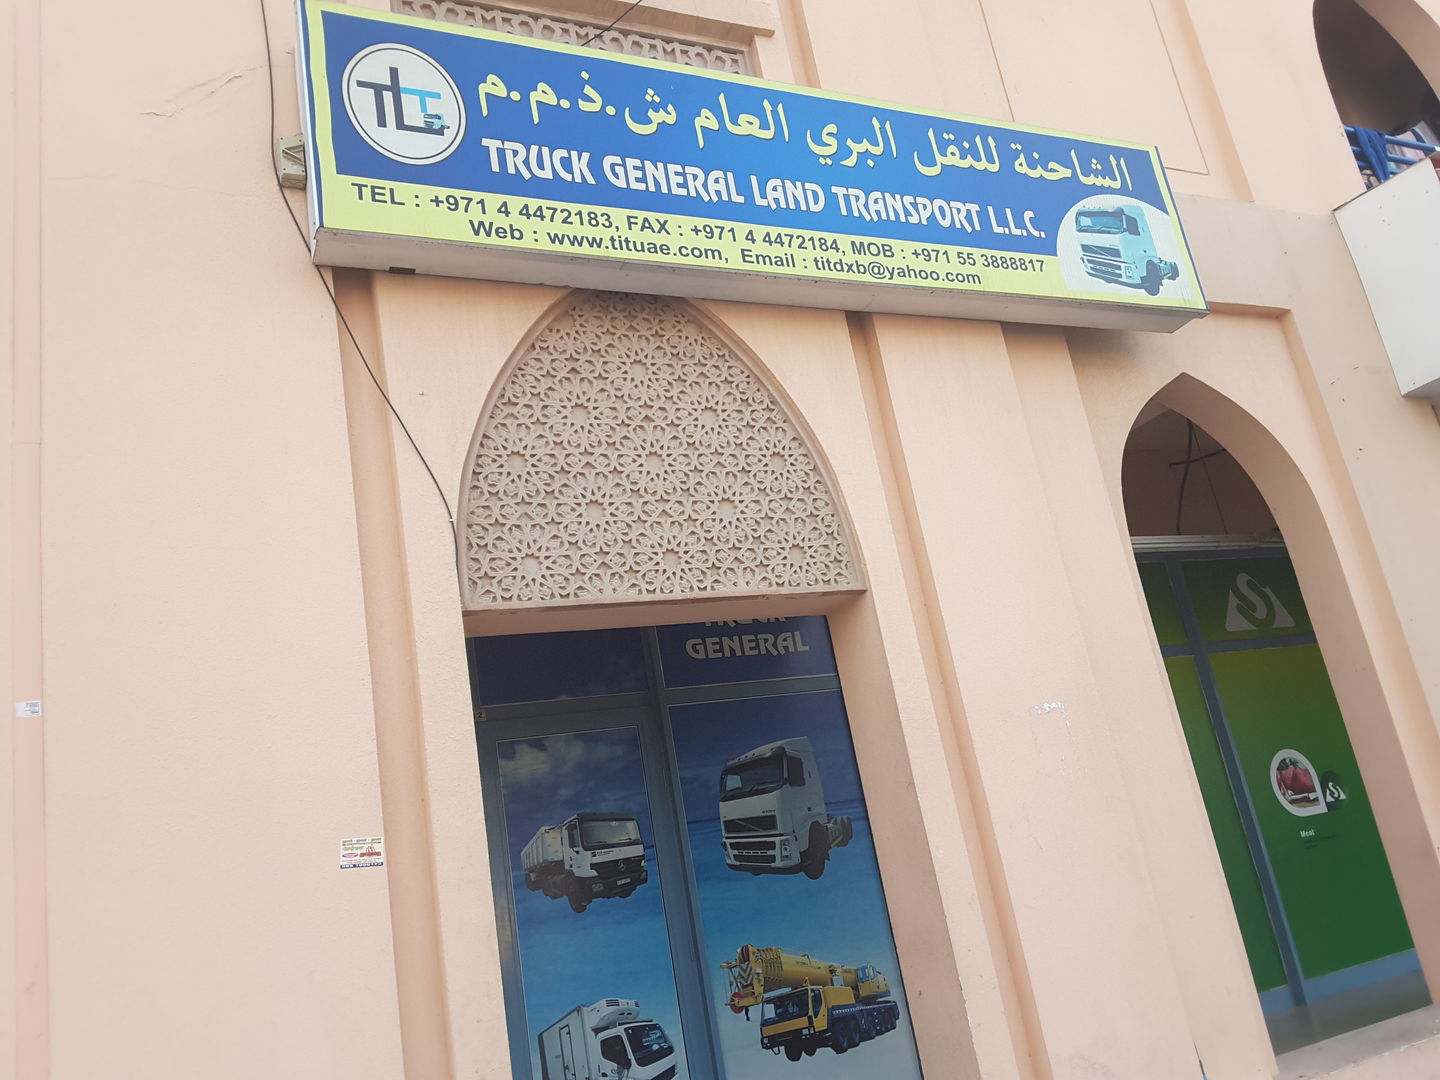 TLT
الشاحنة للنقل البري العام ش.ذ.م.م
TRUCK GENERAL LAND TRANSPORT L.L.C.
TEL : +971 4 4472183, FAX : +971 4 4472184, MOB : +971 55 3888817
Web : www.tituae.com, Email : titdxb@yahoo.com
TRUCK
GENERAL
Meat